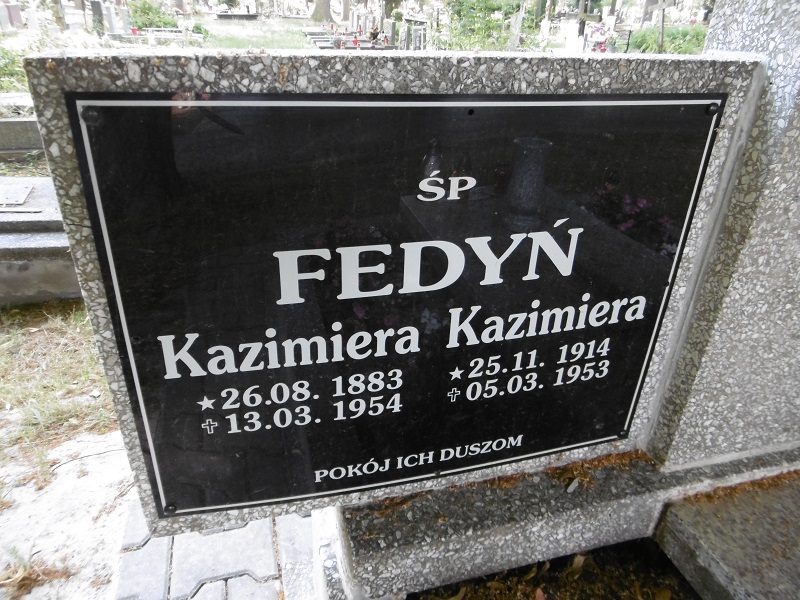 ŚP
FEDYŃ
Kazimiera Kazimiera
★26.08. 1883 ★25.11. 1914
✝13.03. 1954 ✝05.03. 1953
POKÓJ ICH DUSZOM